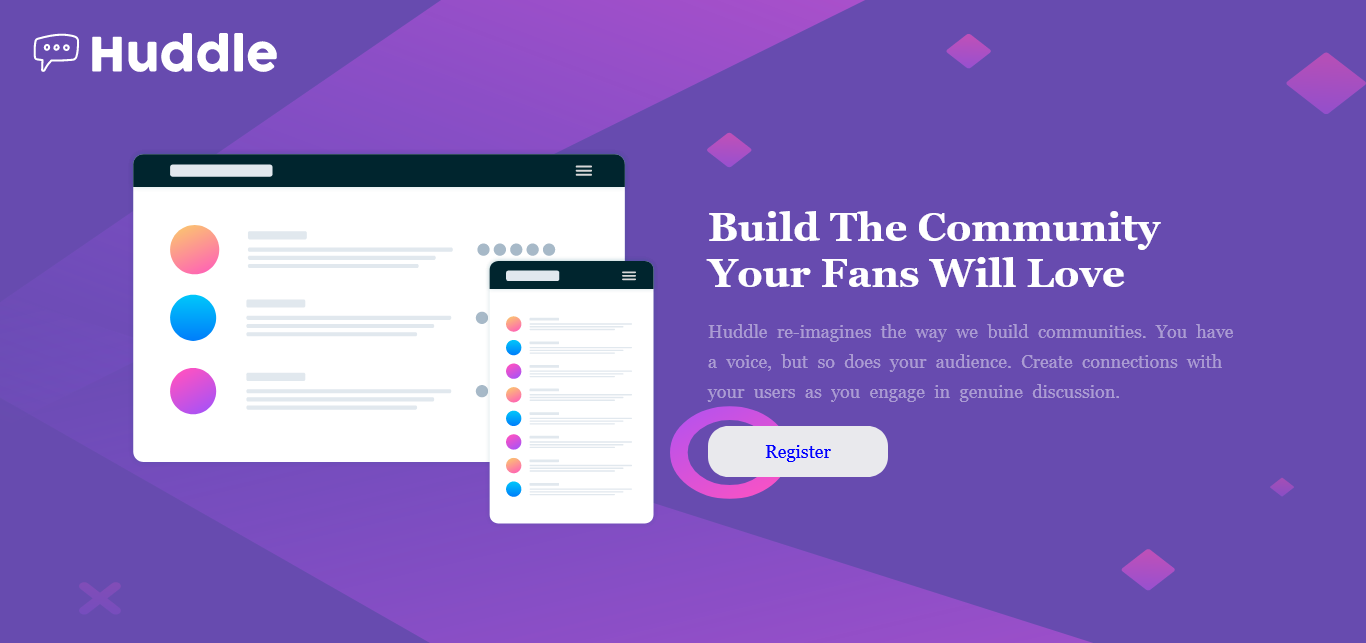 Huddle
Build The Community
Your Fans Will Love
Huddle re-imagines the way we build communities. You have
a voice, but so does your audience. Create connections with
your users as you engage in genuine discussion.
Register